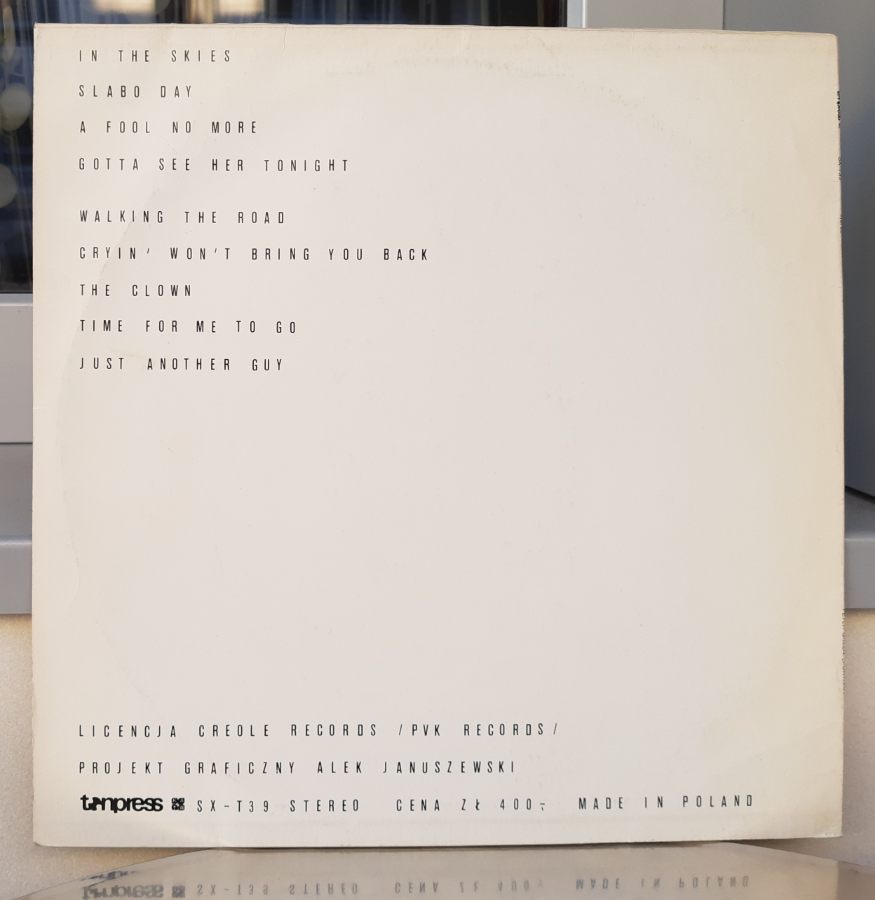 IN THE SKIES
SLABO DAY
A FOOL NO MORE
GOTTA SEE HER TONIGHT
WALKING THE ROAD
CRYIN' WON'T BRING YOU BACK
THE CLOWN
TIME FOR ME TO GO
JUST ANOTHER GUY
LICENCJA CREOLE RECORDS /PVK RECORDS/
PROJEKT GRAFICZNY ALEK JANUSZEWSKI
tonpress SX-T39 STEREO CENA ZŁ 400,- MADE IN POLAND